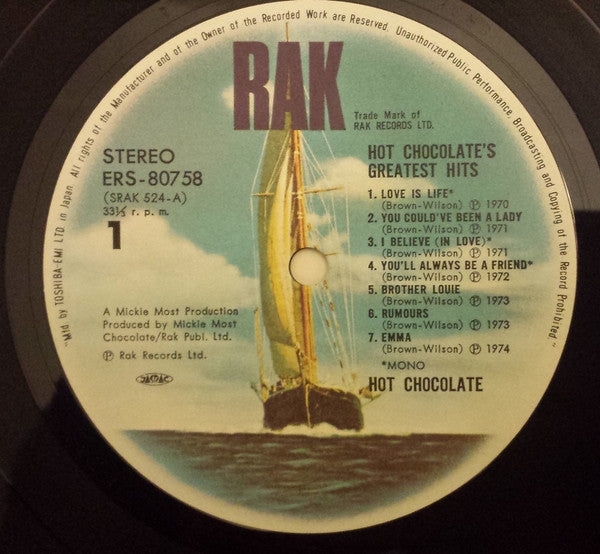 "Mfd by TOSHIBA-EMI LTD. in Japan. All rights of the Manufacturer and of the Owner of the Recorded Work are Reserved. Unauthorized Public Performance, Broadcasting and Copying of the Record Prohibited"
RAK
Trade Mark of
RAK RECORDS LTD.
STEREO
ERS-80758
(SRAK 524-A)
33⅓ r. p. m.
1
HOT CHOCOLATE'S
GREATEST HITS
1. LOVE IS LIFE*
(Brown-Wilson) ℗ 1970
2. YOU COULD'VE BEEN A LADY
(Brown-Wilson) ℗ 1971
3. I BELIEVE (IN LOVE)*
(Brown-Wilson) ℗ 1971
4. YOU'LL ALWAYS BE A FRIEND*
(Brown-Wilson) ℗ 1972
5. BROTHER LOUIE
(Brown-Wilson) ℗ 1973
6. RUMOURS
(Brown-Wilson) ℗ 1973
7. EMMA
(Brown-Wilson) ℗ 1974
*MONO
HOT CHOCOLATE
A Mickie Most Production
Produced by Mickie Most
Chocolate/Rak Publ. Ltd.
℗ Rak Records Ltd.
JASRAC